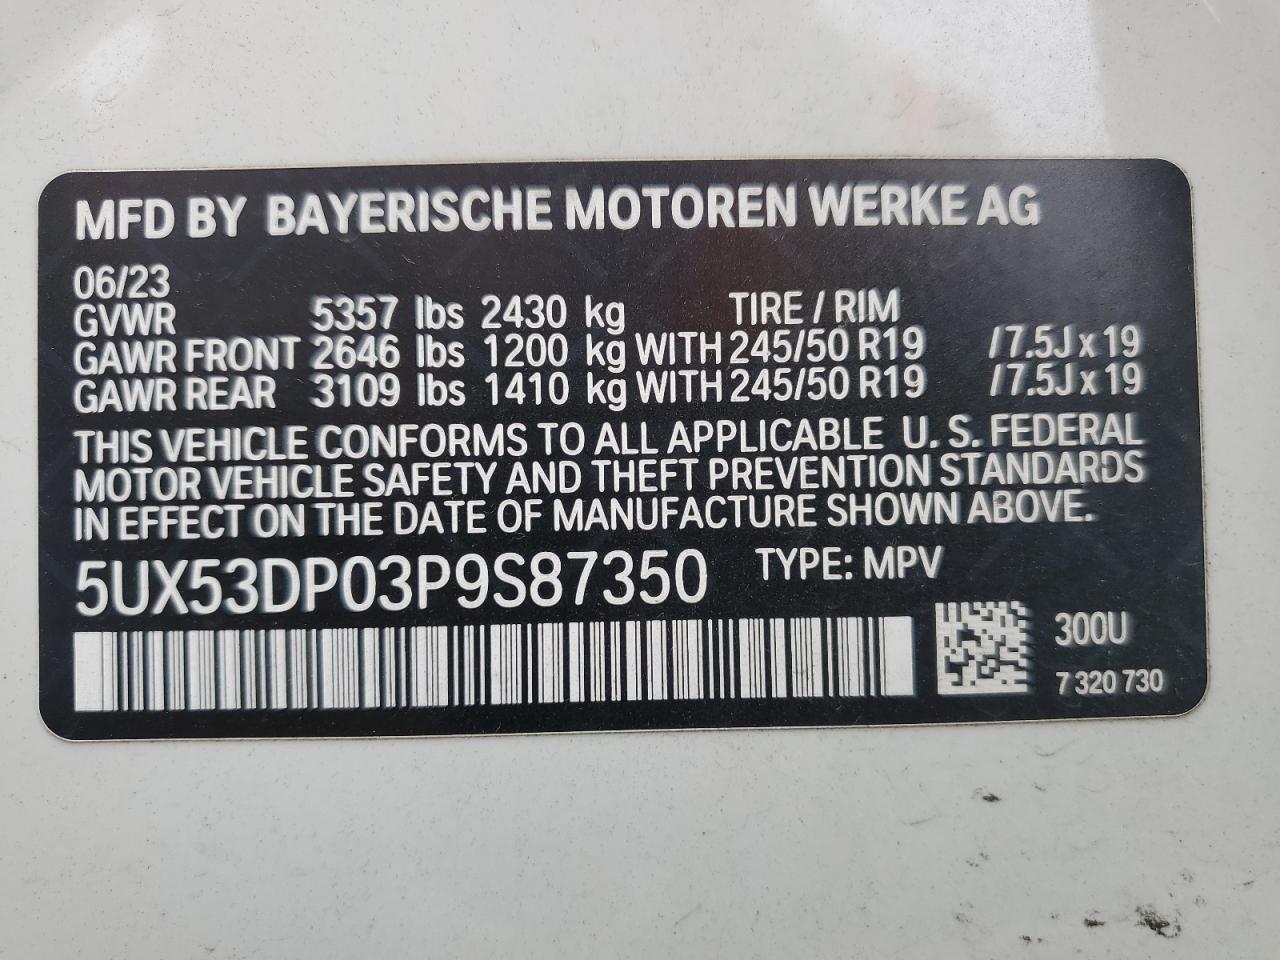 MFD BY BAYERISCHE MOTOREN WERKE AG
06/23
GVWR 5357 lbs 2430 kg TIRE / RIM
GAWR FRONT 2646 lbs 1200 kg WITH 245/50 R19 /7.5J x 19
GAWR REAR 3109 lbs 1410 kg WITH 245/50 R19 /7.5J x 19
THIS VEHICLE CONFORMS TO ALL APPLICABLE U. S. FEDERAL
MOTOR VEHICLE SAFETY AND THEFT PREVENTION STANDARDS
IN EFFECT ON THE DATE OF MANUFACTURE SHOWN ABOVE.
5UX53DP03P9S87350 TYPE: MPV
300U
7 320 730